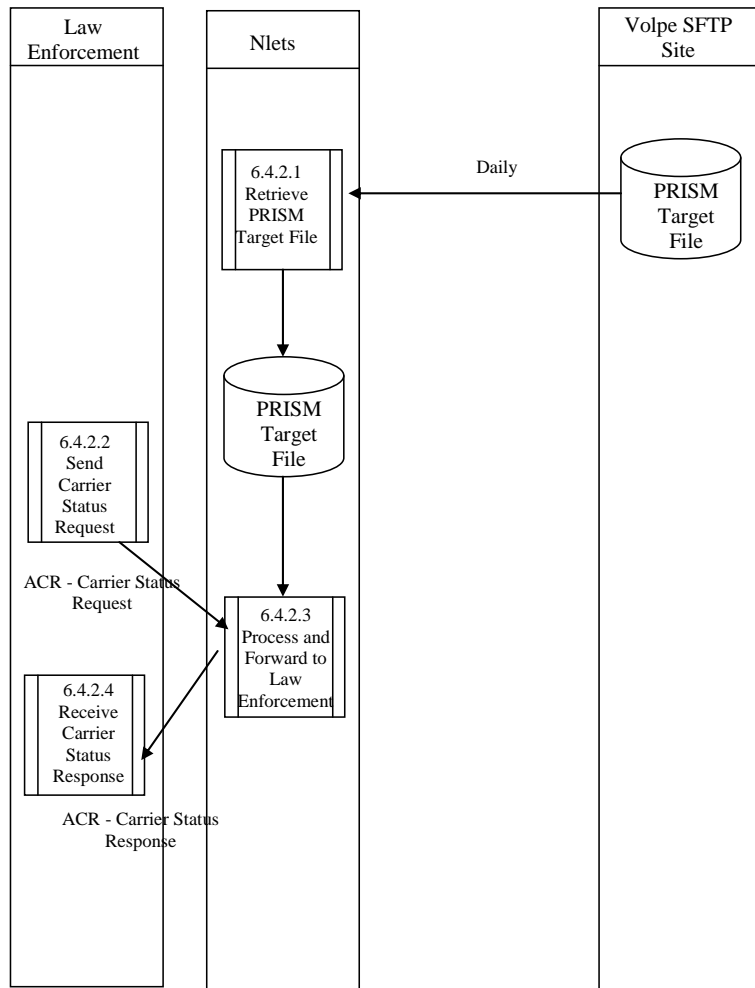 Law
Enforcement
Nlets
Volpe SFTP
Site
6.4.2.1
Retrieve
PRISM
Target File
Daily
PRISM
Target
File
PRISM
Target
File
6.4.2.2
Send
Carrier
Status
Request
ACR - Carrier Status
Request
6.4.2.3
Process and
Forward to
Law
Enforcement
6.4.2.4
Receive
Carrier
Status
Response
ACR - Carrier Status
Response